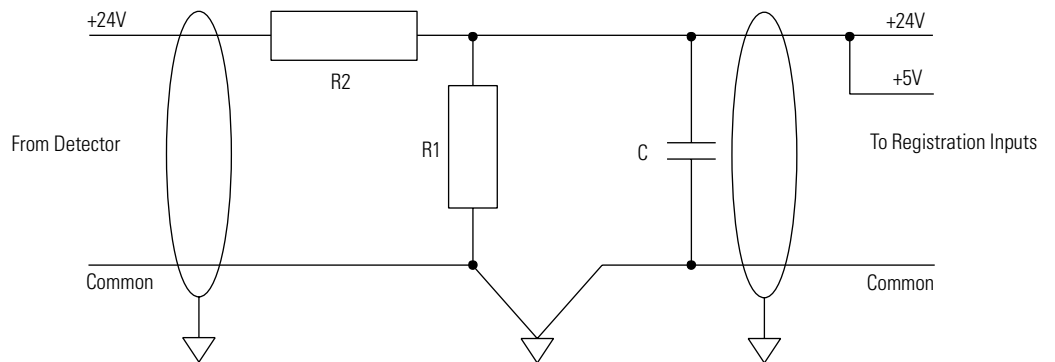 +24V
+24V
R2
+5V
From Detector
R1
C
To Registration Inputs
Common
Common